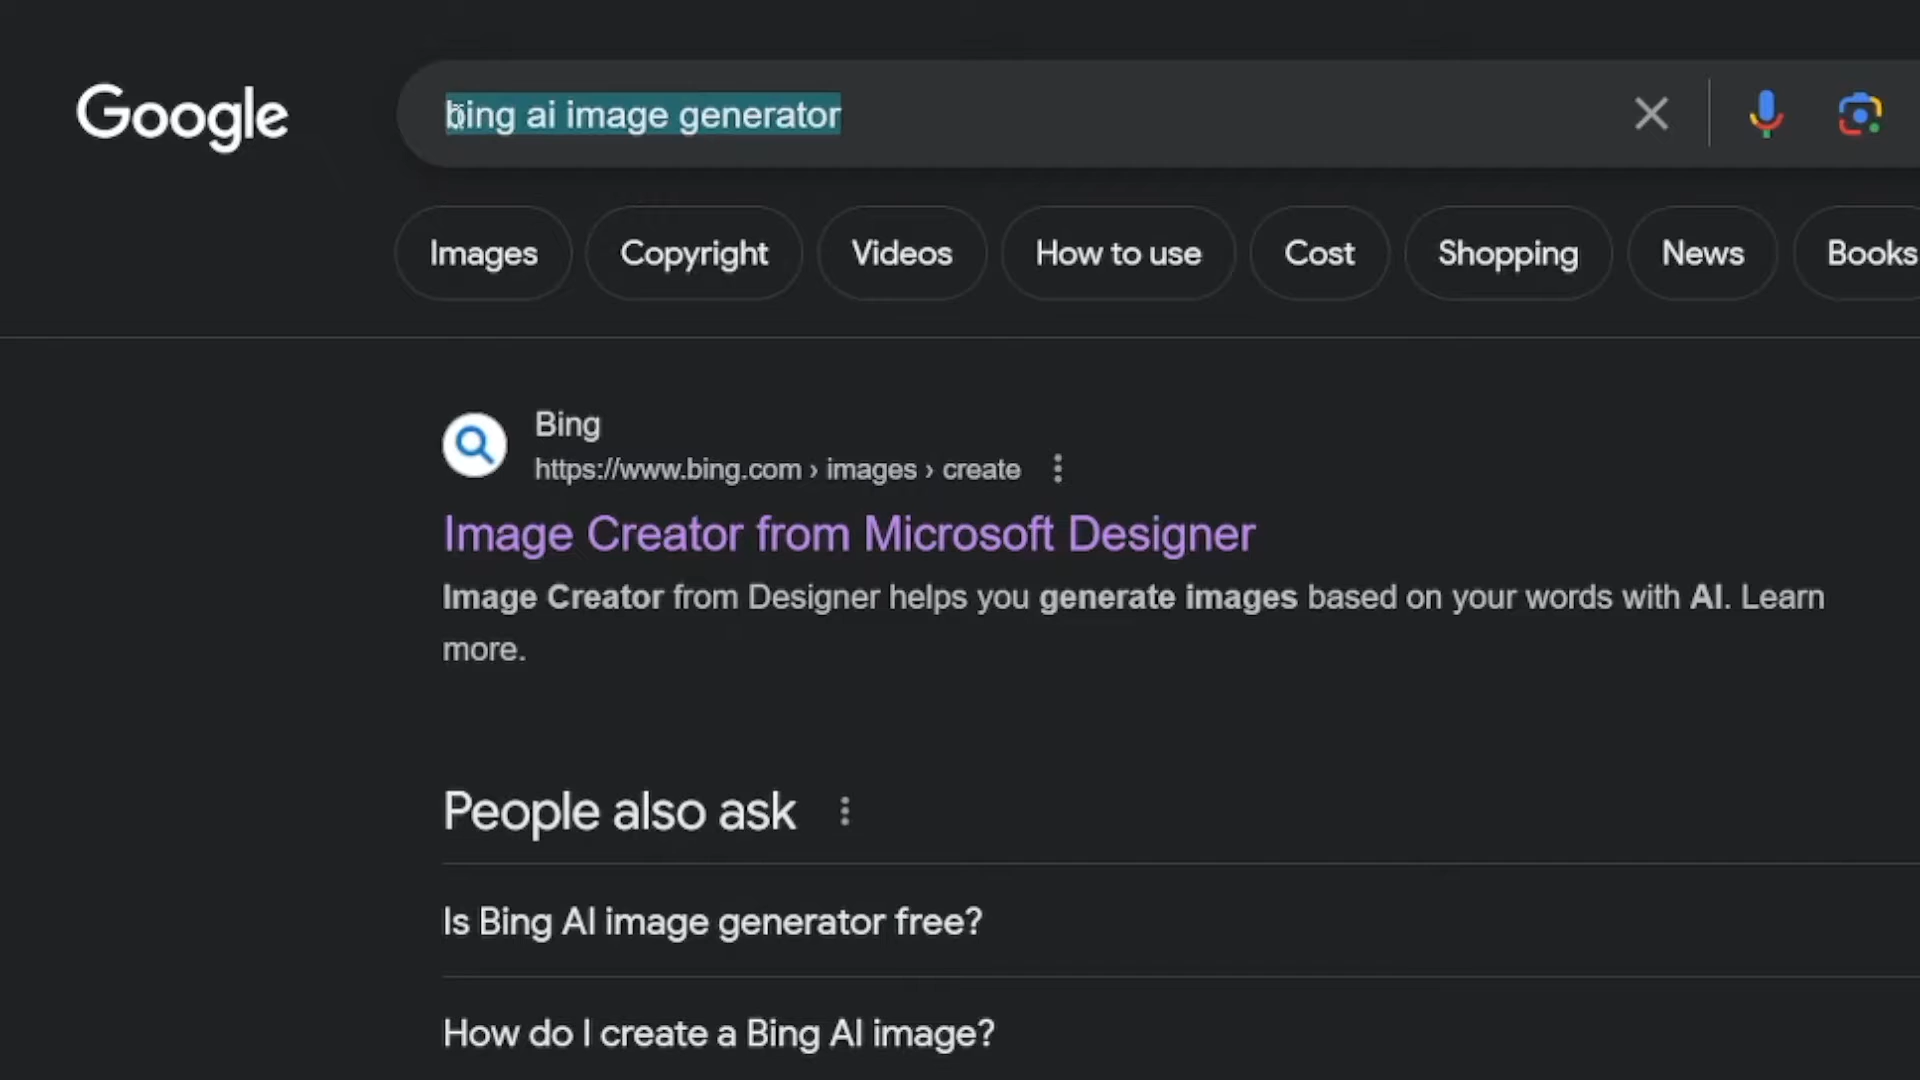 Google
bing ai image generator
Images
Copyright
Videos
How to use
Cost
Shopping
News
Books
Bing
https://www.bing.com › images › create
Image Creator from Microsoft Designer
Image Creator from Designer helps you generate images based on your words with AI. Learn
more.
People also ask
Is Bing AI image generator free?
How do I create a Bing AI image?